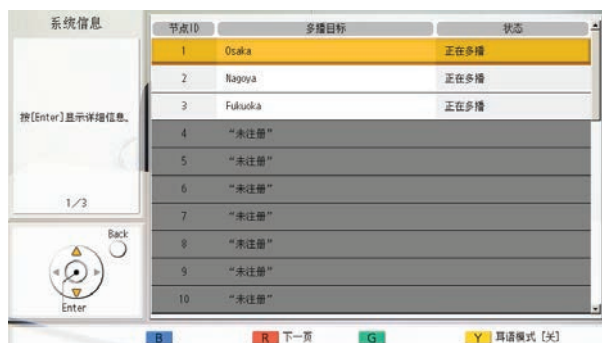 系统信息
节点ID 多播目标 状态
1 Osaka 正在多播
2 Nagoya 正在多播
3 Fukuoka 正在多播
按[Enter]显示详细信息。
4 “未注册”
5 “未注册”
6 “未注册”
1/3
7 “未注册”
Back
8 “未注册”
9 “未注册”
10 “未注册”
Enter
B R 下一页 G Y 耳语模式 [关]